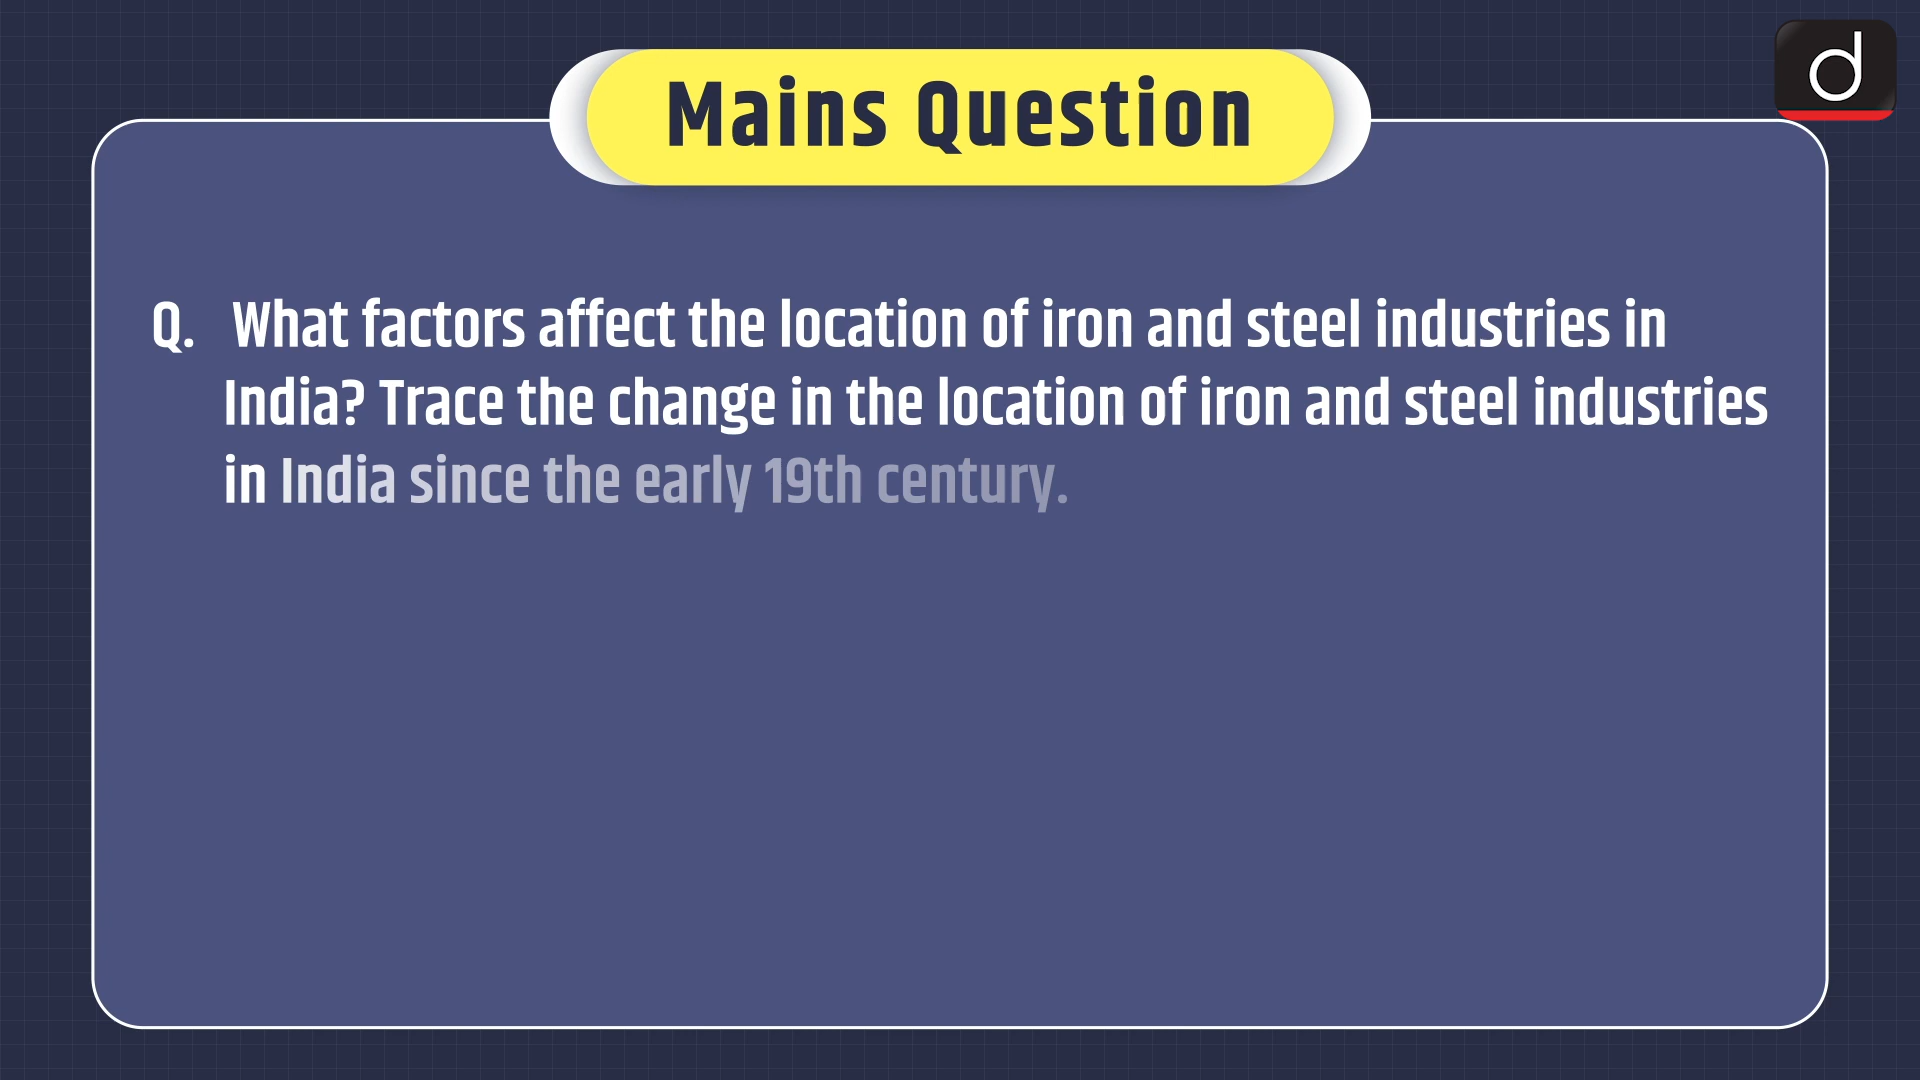 Mains Question
d
Q. What factors affect the location of iron and steel industries in
India? Trace the change in the location of iron and steel industries
in India since the early 19th century.